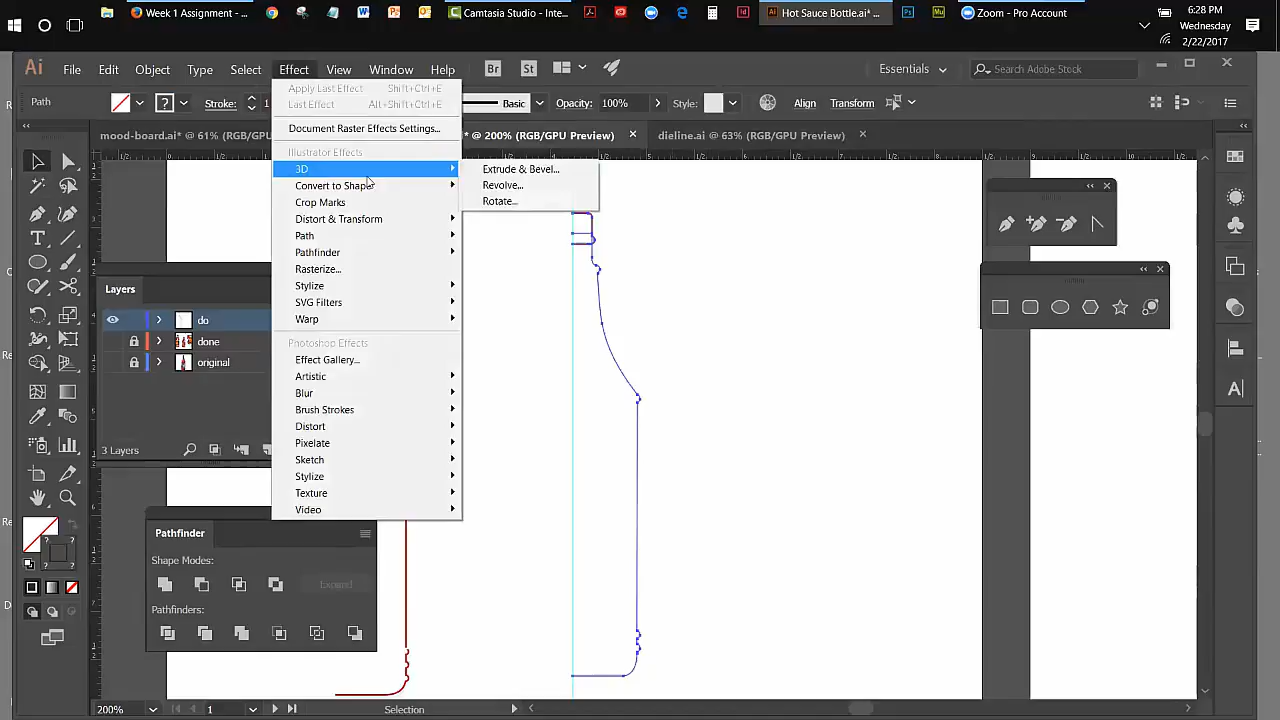 Week 1 Assignment - ...
Camtasia Studio - Inte...
Hot Sauce Bottle.ai* ...
Zoom - Pro Account
6:28 PM
Wednesday
2/22/2017
Ai
File
Edit
Object
Type
Select
Effect
View
Window
Help
Br
St
Essentials
Search Adobe Stock
Path
Stroke:
1
Basic
Opacity:
100%
Style:
Align
Transform
mood-board.ai* @ 61% (RGB/GPU
* @ 200% (RGB/GPU Preview)
dieline.ai @ 63% (RGB/GPU Preview)
Apply Last Effect Shift+Ctrl+E
Last Effect Alt+Shift+Ctrl+E
Document Raster Effects Settings...
Illustrator Effects
3D
Convert to Shape
Crop Marks
Distort & Transform
Path
Pathfinder
Rasterize...
Stylize
SVG Filters
Warp
Photoshop Effects
Effect Gallery...
Artistic
Blur
Brush Strokes
Distort
Pixelate
Sketch
Stylize
Texture
Video
Extrude & Bevel...
Revolve...
Rotate...
Layers
do
done
original
3 Layers
Pathfinder
Shape Modes:
Expand
Pathfinders:
200%
1
Selection